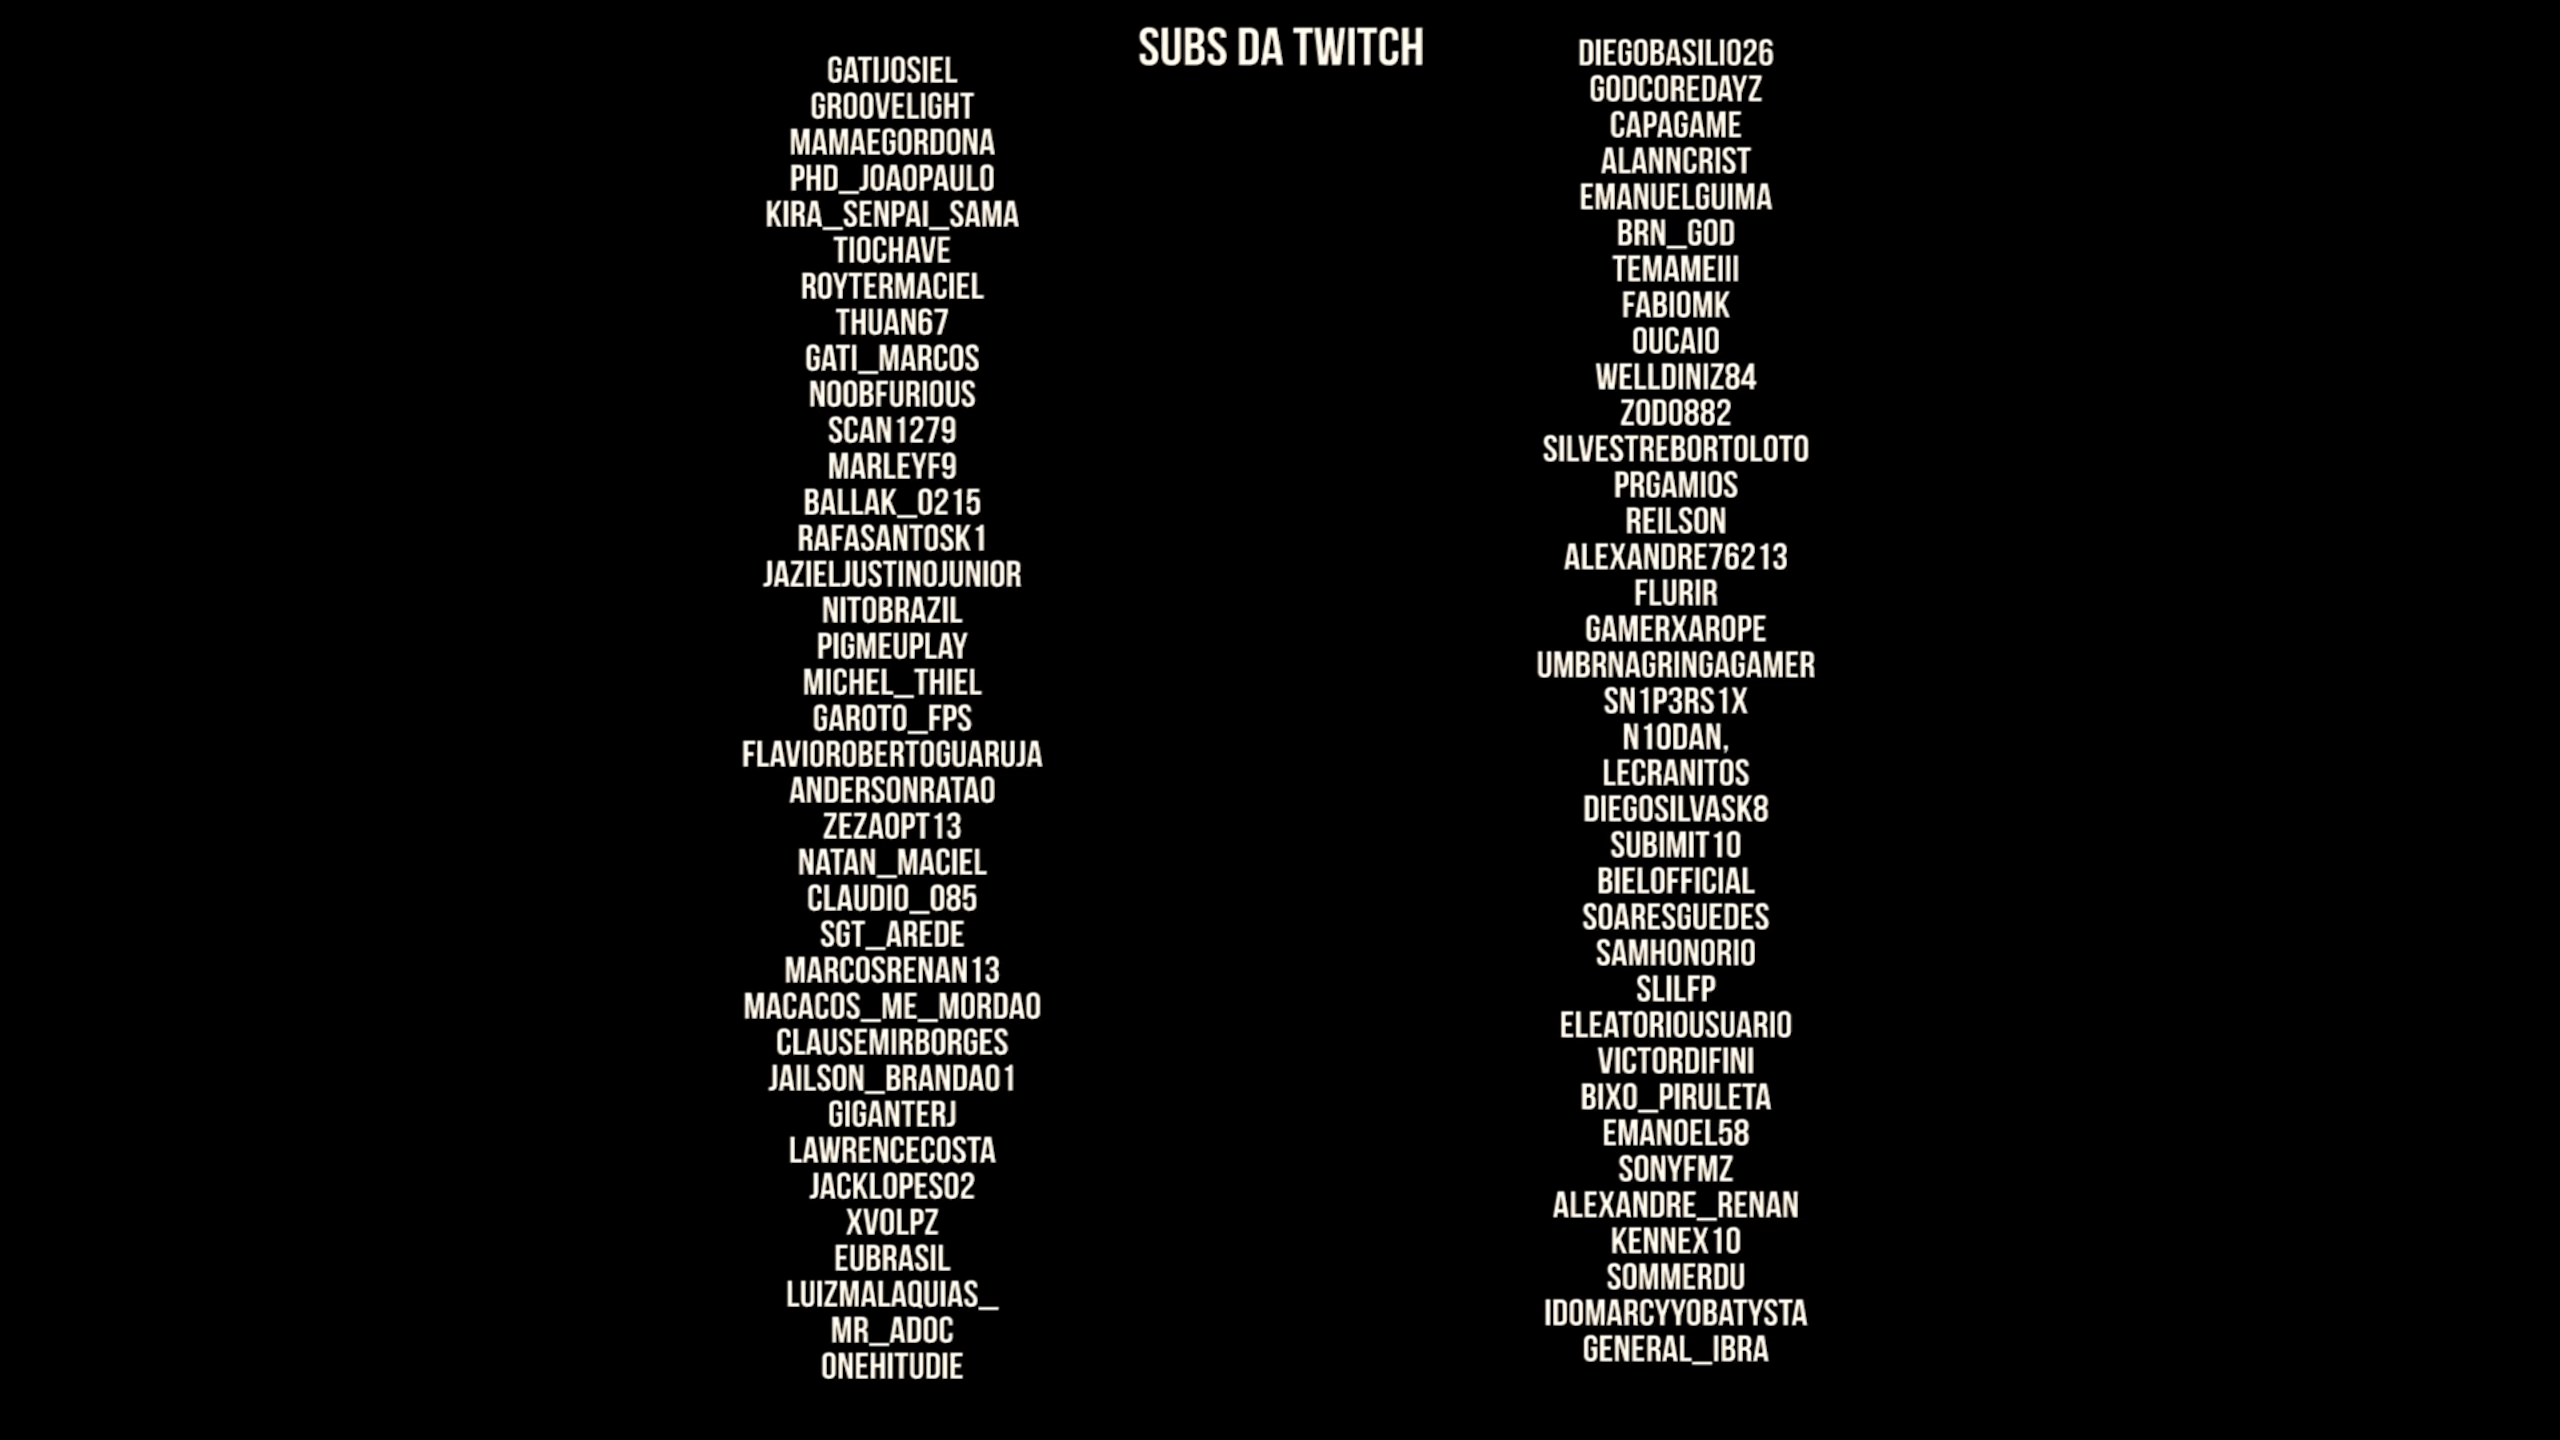 SUBS DA TWITCH
GATIJOSIEL
GROOVELIGHT
MAMAEGORDONA
PHD_JOAOPAULO
KIRA_SENPAI_SAMA
TIOCHAVE
ROYTERMACIEL
THUAN67
GATI_MARCOS
NOOBFURIOUS
SCAN1279
MARLEYF9
BALLAK_0215
RAFASANTOSK1
JAZIELJUSTINOJUNIOR
NITOBRAZIL
PIGMEUPLAY
MICHEL_THIEL
GAROTO_FPS
FLAVIOROBERTOGUARUJA
ANDERSONRATAO
ZEZAOPT13
NATAN_MACIEL
CLAUDIO_085
SGT_AREDE
MARCOSRENAN13
MACACOS_ME_MORDAO
CLAUSEMIRBORGES
JAILSON_BRANDAO1
GIGANTERJ
LAWRENCECOSTA
JACKLOPES02
XVOLPZ
EUBRASIL
LUIZMALAQUIAS_
MR_ADOC
ONEHITUDIE
DIEGOBASILIO26
GODCOREDAYZ
CAPAGAME
ALANNCRIST
EMANUELGUIMA
BRN_GOD
TEMAMEIII
FABIOMK
OUCAIO
WELLDINIZ84
ZODO882
SILVESTREBORTOLOTO
PRGAMIOS
REILSON
ALEXANDRE76213
FLURIR
GAMERXAROPE
UMBRNAGRINGAGAMER
SN1P3RS1X
N10DAN,
LECRANITOS
DIEGOSILVASK8
SUBIMIT10
BIELOFFICIAL
SOARESGUEDES
SAMHONORIO
SLILFP
ELEATORIOUSUARIO
VICTORDIFINI
BIXO_PIRULETA
EMANOEL58
SONYFMZ
ALEXANDRE_RENAN
KENNEX10
SOMMERDU
IDOMARCYYOBATYSTA
GENERAL_IBRA